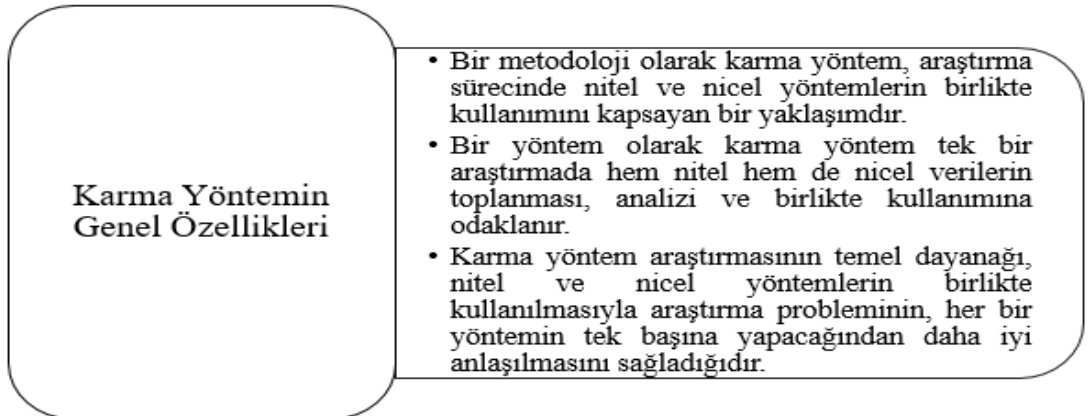 Karma Yöntemin
Genel Özellikleri
• Bir metodoloji olarak karma yöntem, araştırma
sürecinde nitel ve nicel yöntemlerin birlikte
kullanımını kapsayan bir yaklaşımdır.
• Bir yöntem olarak karma yöntem tek bir
araştırmada hem nitel hem de nicel verilerin
toplanması, analizi ve birlikte kullanımına
odaklanır.
• Karma yöntem araştırmasının temel dayanağı,
nitel ve nicel yöntemlerin birlikte
kullanılmasıyla araştırma probleminin, her bir
yöntemin tek başına yapacağından daha iyi
anlaşılmasını sağladığıdır.